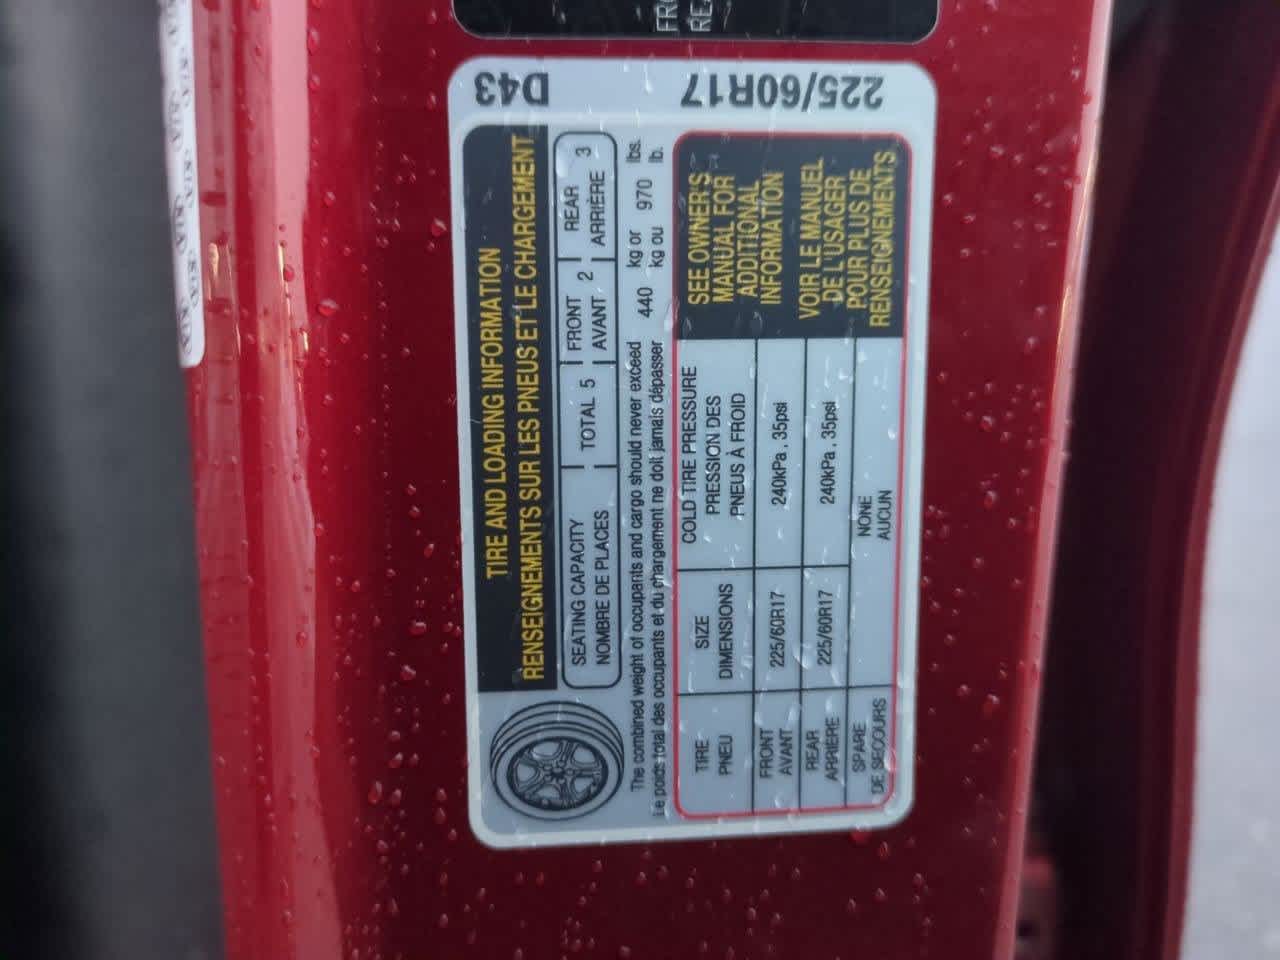 FRO
REA
D43
225/60R17
TIRE AND LOADING INFORMATION
RENSEIGNEMENTS SUR LES PNEUS ET LE CHARGEMENT
SEATING CAPACITY
NOMBRE DE PLACES
TOTAL 5
FRONT
AVANT 2
REAR
ARRIÈRE 3
The combined weight of occupants and cargo should never exceed 440 kg or 970 lbs.
Le poids total des occupants et du chargement ne doit jamais dépasser 440 kg ou 970 lb.
TIRE
PNEU
SIZE
DIMENSIONS
COLD TIRE PRESSURE
PRESSION DES
PNEUS À FROID
FRONT
AVANT
225/60R17
240kPa , 35psi
REAR
ARRIÈRE
225/60R17
240kPa , 35psi
SPARE
DE SECOURS
NONE
AUCUN
SEE OWNER'S
MANUAL FOR
ADDITIONAL
INFORMATION
VOIR LE MANUEL
DE L'USAGER
POUR PLUS DE
RENSEIGNEMENTS